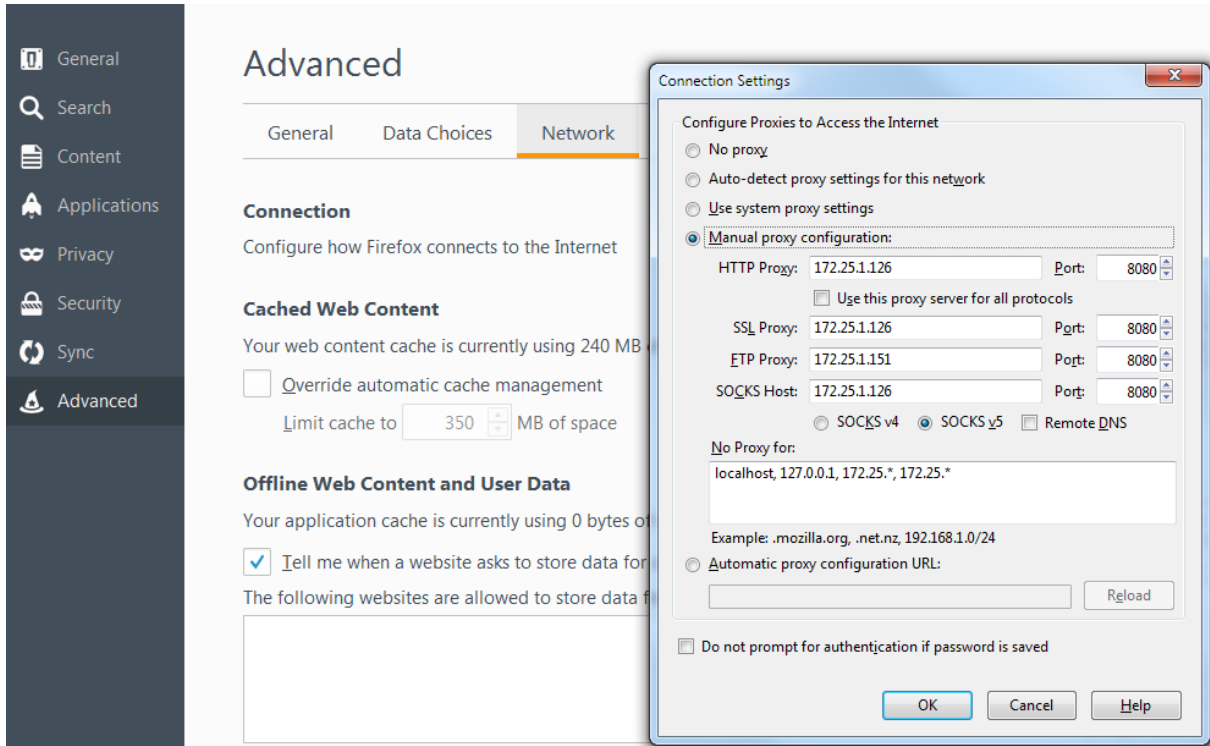 General
Search
Content
Applications
Privacy
Security
Sync
Advanced
Advanced
General Data Choices Network
Connection
Configure how Firefox connects to the Internet
Cached Web Content
Your web content cache is currently using 240 MB
Override automatic cache management
Limit cache to 350 MB of space
Offline Web Content and User Data
Your application cache is currently using 0 bytes of
Tell me when a website asks to store data for
The following websites are allowed to store data
Connection Settings
Configure Proxies to Access the Internet
No proxy
Auto-detect proxy settings for this network
Use system proxy settings
Manual proxy configuration:
HTTP Proxy: 172.25.1.126 Port: 8080
Use this proxy server for all protocols
SSL Proxy: 172.25.1.126 Port: 8080
FTP Proxy: 172.25.1.151 Port: 8080
SOCKS Host: 172.25.1.126 Port: 8080
SOCKS v4 SOCKS v5 Remote DNS
No Proxy for:
localhost, 127.0.0.1, 172.25.*, 172.25.*
Example: .mozilla.org, .net.nz, 192.168.1.0/24
Automatic proxy configuration URL:
Reload
Do not prompt for authentication if password is saved
OK Cancel Help